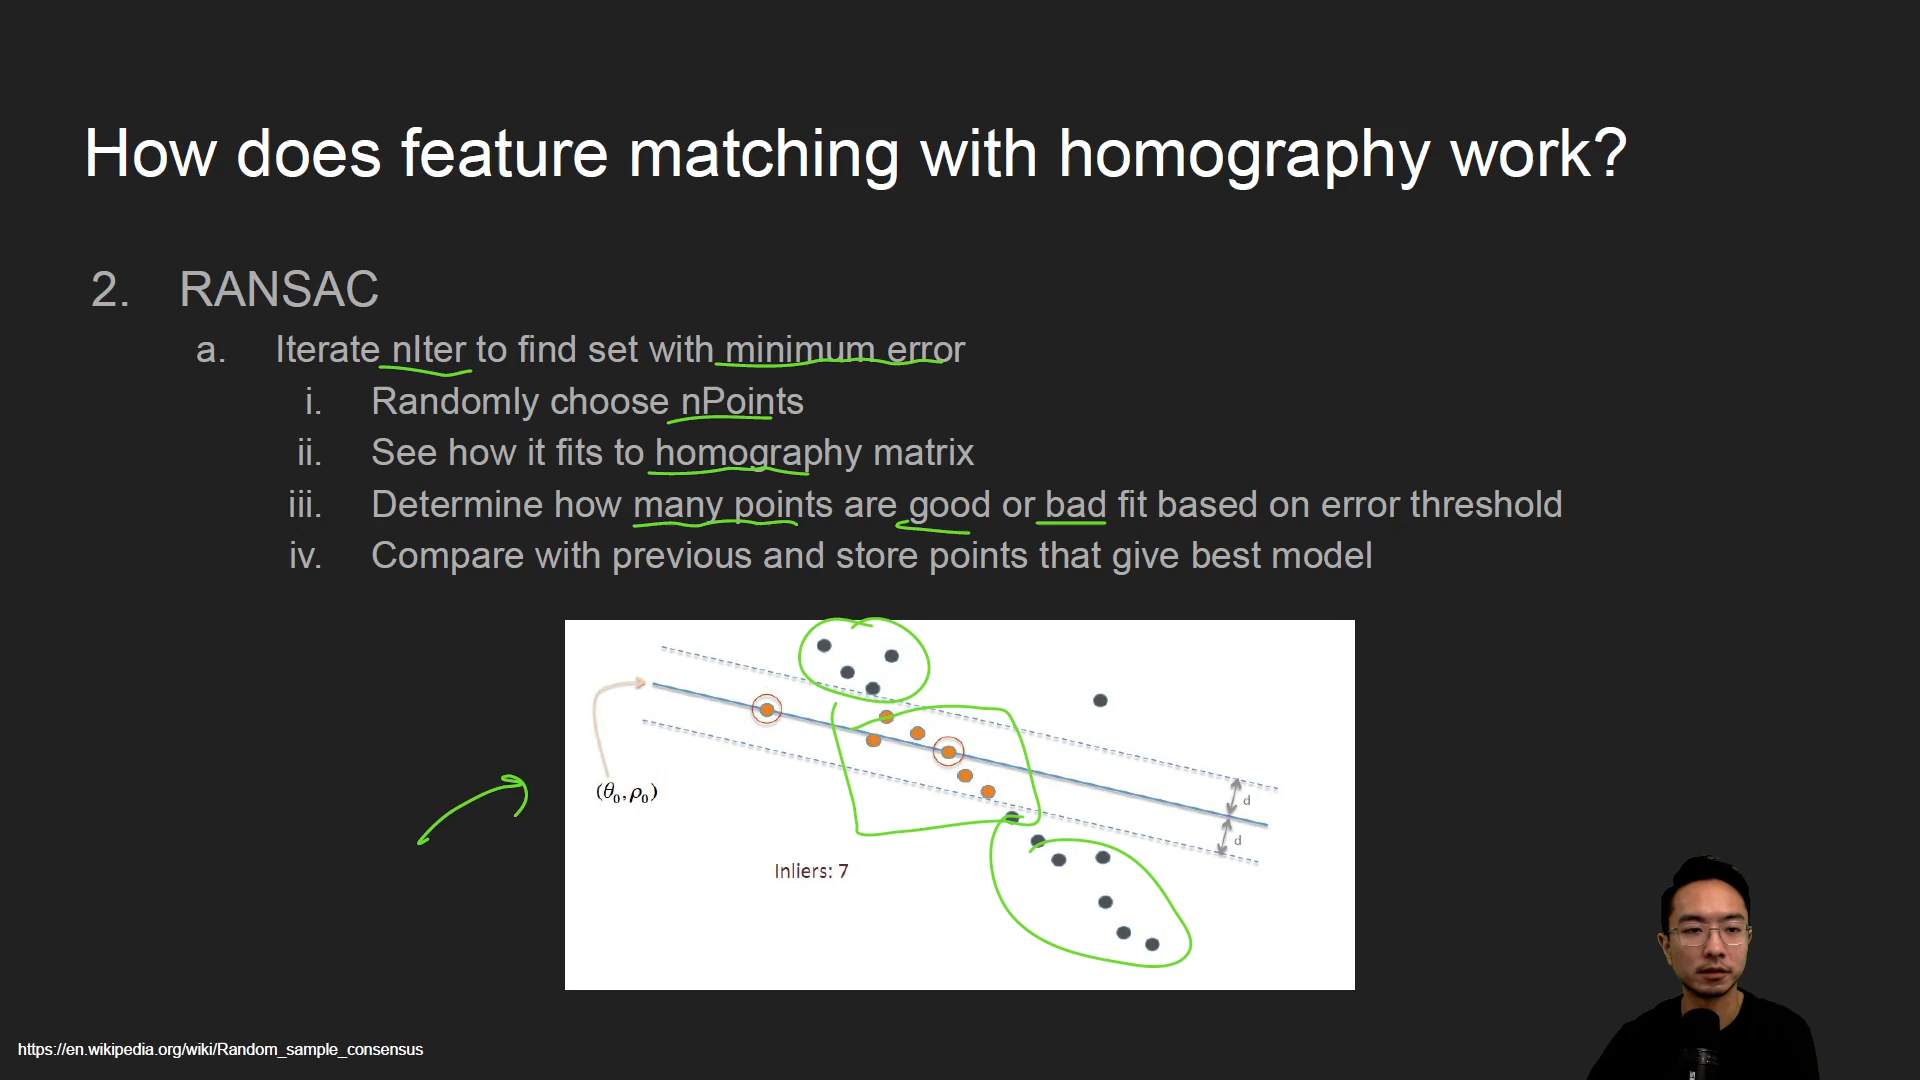 How does feature matching with homography work?
2. RANSAC
a. Iterate nIter to find set with minimum error
i. Randomly choose nPoints
ii. See how it fits to homography matrix
iii. Determine how many points are good or bad fit based on error threshold
iv. Compare with previous and store points that give best model
d
(θ₀,ρ₀)
d
Inliers: 7
https://en.wikipedia.org/wiki/Random_sample_consensus